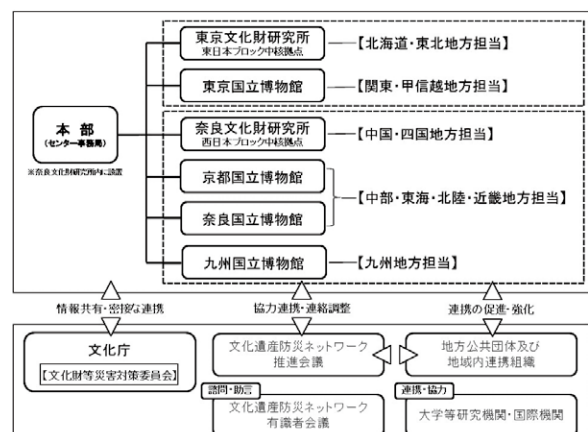 東京文化財研究所
東日本ブロック中核拠点
【北海道・東北地方担当】
東京国立博物館
【関東・甲信越地方担当】
本部
(センター事務局)
※奈良文化財研究所内に設置
奈良文化財研究所
西日本ブロック中核拠点
【中国・四国地方担当】
京都国立博物館
【中部・東海・北陸・近畿地方担当】
奈良国立博物館
九州国立博物館
【九州地方担当】
情報共有・密接な連携
協力連携・連絡調整
連携の促進・強化
文化庁
【文化財等災害対策委員会】
文化遺産防災ネットワーク
推進会議
地方公共団体及び
地域内連携組織
諮問・助言
文化遺産防災ネットワーク
有識者会議
連携・協力
大学等研究機関・国際機関